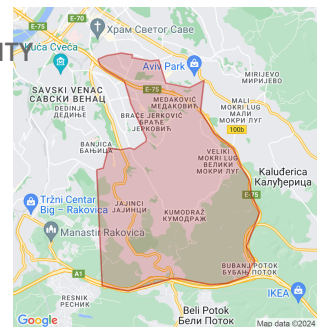 Храм Светог Саве
ITY
Kuća Cveća
E-75
Aviv Park
MIRIJEVO
МИРИЈЕВО
SAVSKI VENAC
САВСКИ ВЕНАЦ
MEDAKOVIĆ
МЕДАКОВИЋ
DEDINJE
ДЕДИЊЕ
MALI
MOKRI LUG
МАЛИ
МОКРИ ЛУГ
BRAĆE JERKOVIĆ
БРАЋЕ
ЈЕРКОВИЋ
100b
BANJICA
БАЊИЦА
VELIKI
MOKRI LUG
ВЕЛИКИ
МОКРИ ЛУГ
Kaluđerica
Калуђерица
E-75
Tržni Centar
Big – Rakovica
JAJINCI
ЈАЈИНЦИ
KUMODRAŽ
КУМОДРАЖ
Manastir Rakovica
BUBANJ POTOK
БУБАЊ ПОТОК
A1
E-75
RESNIK
РЕСНИК
IKEA
Beli Potok
Бели Поток
Google
Map data ©2024